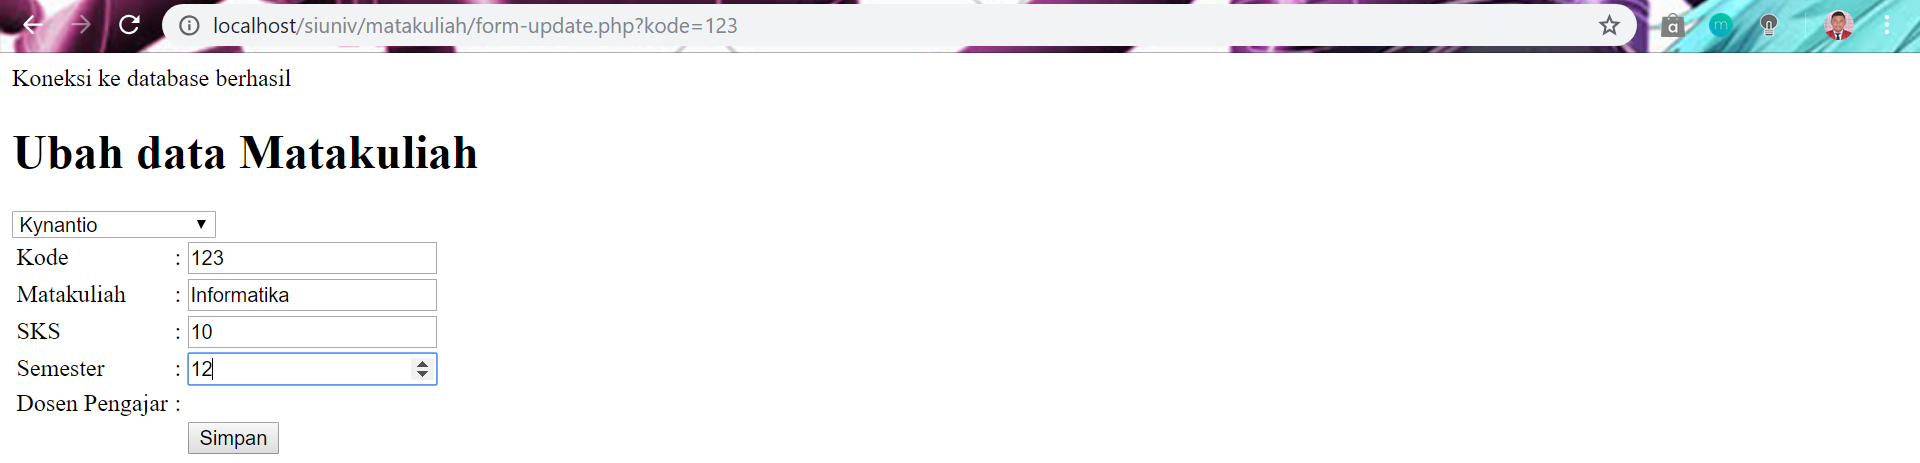 localhost/siuniv/matakuliah/form-update.php?kode=123
Koneksi ke database berhasil
Ubah data Matakuliah
Kynantio
Kode : 123
Matakuliah : Informatika
SKS : 10
Semester : 12
Dosen Pengajar :
Simpan